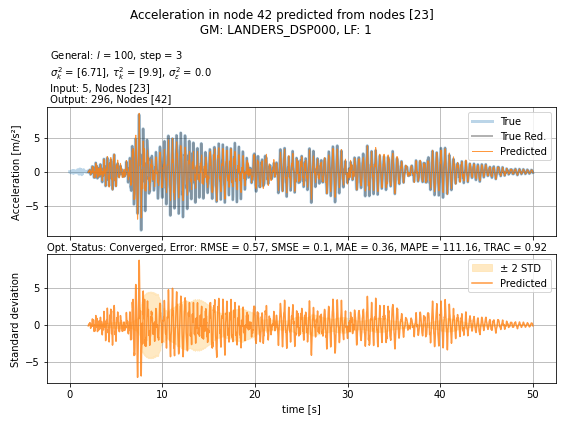 Acceleration in node 42 predicted from nodes [23]
GM: LANDERS_DSP000, LF: 1
General: l = 100, step = 3
σ²ₖ = [6.71], τ²ₖ = [9.9], σ²ε = 0.0
Input: 5, Nodes [23]
Output: 296, Nodes [42]
True
True Red.
Predicted
Acceleration [m/s²]
5
0
−5
Opt. Status: Converged, Error: RMSE = 0.57, SMSE = 0.1, MAE = 0.36, MAPE = 111.16, TRAC = 0.92
± 2 STD
Predicted
Standard deviation
5
0
−5
0 10 20 30 40 50
time [s]